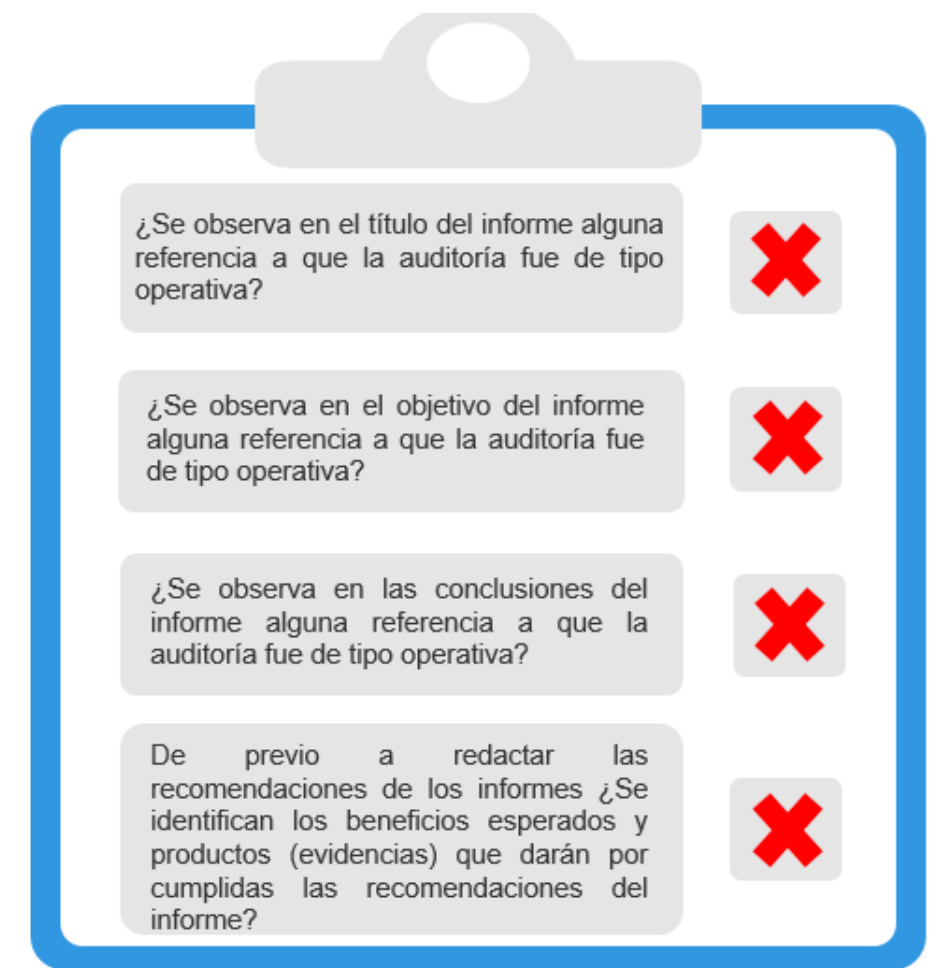 ¿Se observa en el título del informe alguna
referencia a que la auditoría fue de tipo
operativa?
¿Se observa en el objetivo del informe
alguna referencia a que la auditoría fue
de tipo operativa?
¿Se observa en las conclusiones del
informe alguna referencia a que la
auditoría fue de tipo operativa?
De previo a redactar las
recomendaciones de los informes ¿Se
identifican los beneficios esperados y
productos (evidencias) que darán por
cumplidas las recomendaciones del
informe?